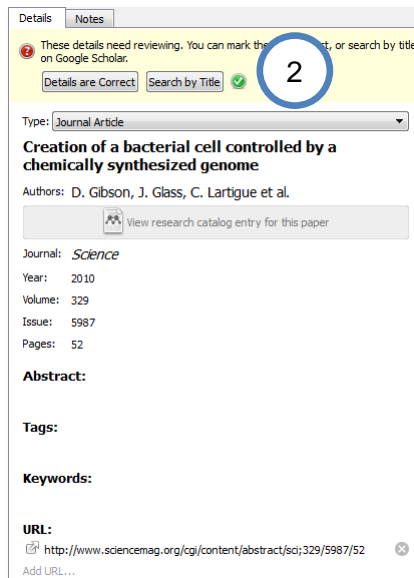 Details Notes
These details need reviewing. You can mark the ct, or search by title
on Google Scholar.
Details are Correct Search by Title
2
Type: Journal Article
Creation of a bacterial cell controlled by a
chemically synthesized genome
Authors: D. Gibson, J. Glass, C. Lartigue et al.
View research catalog entry for this paper
Journal: Science
Year: 2010
Volume: 329
Issue: 5987
Pages: 52
Abstract:
Tags:
Keywords:
URL:
http://www.sciencemag.org/cgi/content/abstract/sci;329/5987/52
Add URL...